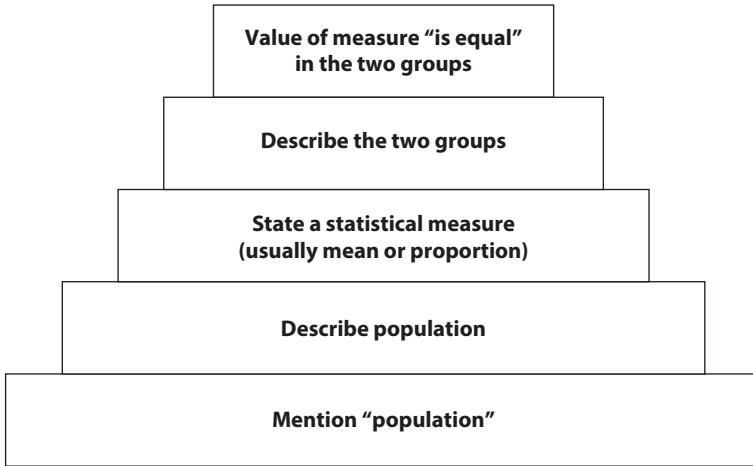 Value of measure “is equal”
in the two groups
Describe the two groups
State a statistical measure
(usually mean or proportion)
Describe population
Mention “population”